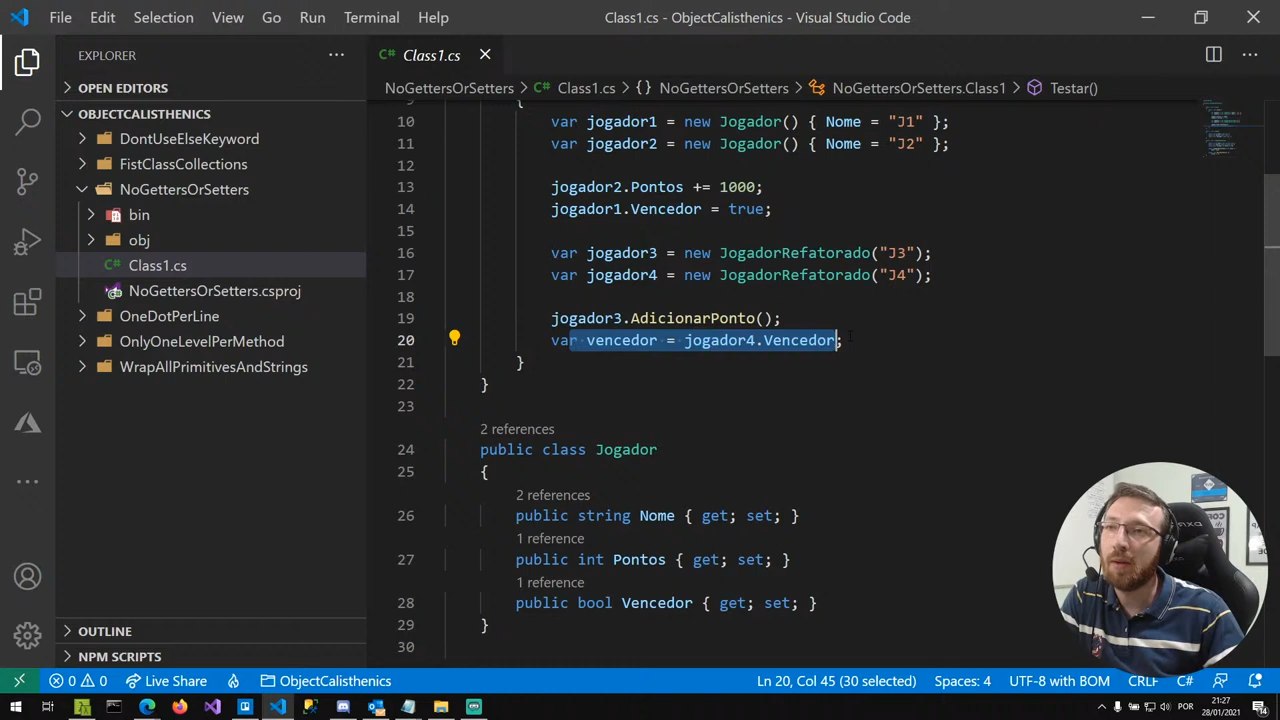 File Edit Selection View Go Run Terminal Help Class1.cs - ObjectCalisthenics - Visual Studio Code
EXPLORER
OPEN EDITORS
OBJECTCALISTHENICS
DontUseElseKeyword
FistClassCollections
NoGettersOrSetters
bin
obj
Class1.cs
NoGettersOrSetters.csproj
OneDotPerLine
OnlyOneLevelPerMethod
WrapAllPrimitivesAndStrings
OUTLINE
NPM SCRIPTS
C# Class1.cs
NoGettersOrSetters > C# Class1.cs > {} NoGettersOrSetters > NoGettersOrSetters.Class1 > Testar()
9 {
10 var jogador1 = new Jogador() { Nome = "J1" };
11 var jogador2 = new Jogador() { Nome = "J2" };
12
13 jogador2.Pontos += 1000;
14 jogador1.Vencedor = true;
15
16 var jogador3 = new JogadorRefatorado("J3");
17 var jogador4 = new JogadorRefatorado("J4");
18
19 jogador3.AdicionarPonto();
20 var vencedor = jogador4.Vencedor;
21 }
22 }
23
2 references
24 public class Jogador
25 {
2 references
26 public string Nome { get; set; }
1 reference
27 public int Pontos { get; set; }
1 reference
28 public bool Vencedor { get; set; }
29 }
30
0 0 Live Share ObjectCalisthenics Ln 20, Col 45 (30 selected) Spaces: 4 UTF-8 with BOM CRLF C#
POR 21:27
28/01/2021 14